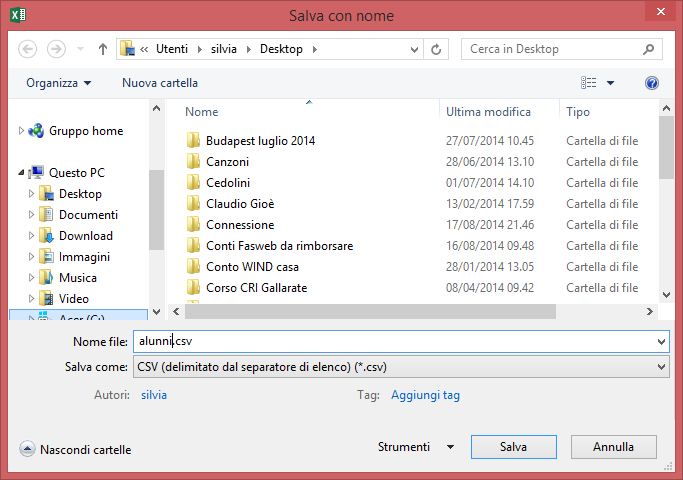 Salva con nome
« Utenti Silvia Desktop
Cerca in Desktop
Organizza
Nuova cartella
Nome Ultima modifica Tipo
Gruppo home
Questo PC
Desktop
Documenti
Download
Immagini
Musica
Video
Acer (C:)
Budapest luglio 2014 27/07/2014 10.45 Cartella di file
Canzoni 28/06/2014 13.10 Cartella di file
Cedolini 01/07/2014 14.10 Cartella di file
Claudio Gioè 13/02/2014 17.59 Cartella di file
Connessione 17/08/2014 21.46 Cartella di file
Conti Fasweb da rimborsare 16/08/2014 09.48 Cartella di file
Conto WIND casa 28/01/2014 13.05 Cartella di file
Corso CRI Gallarate 08/04/2014 09.42 Cartella di file
Nome file: alunni.csv
Salva come: CSV (delimitato dal separatore di elenco) (*.csv)
Autori: silvia Tag: Aggiungi tag
Nascondi cartelle
Strumenti
Salva
Annulla